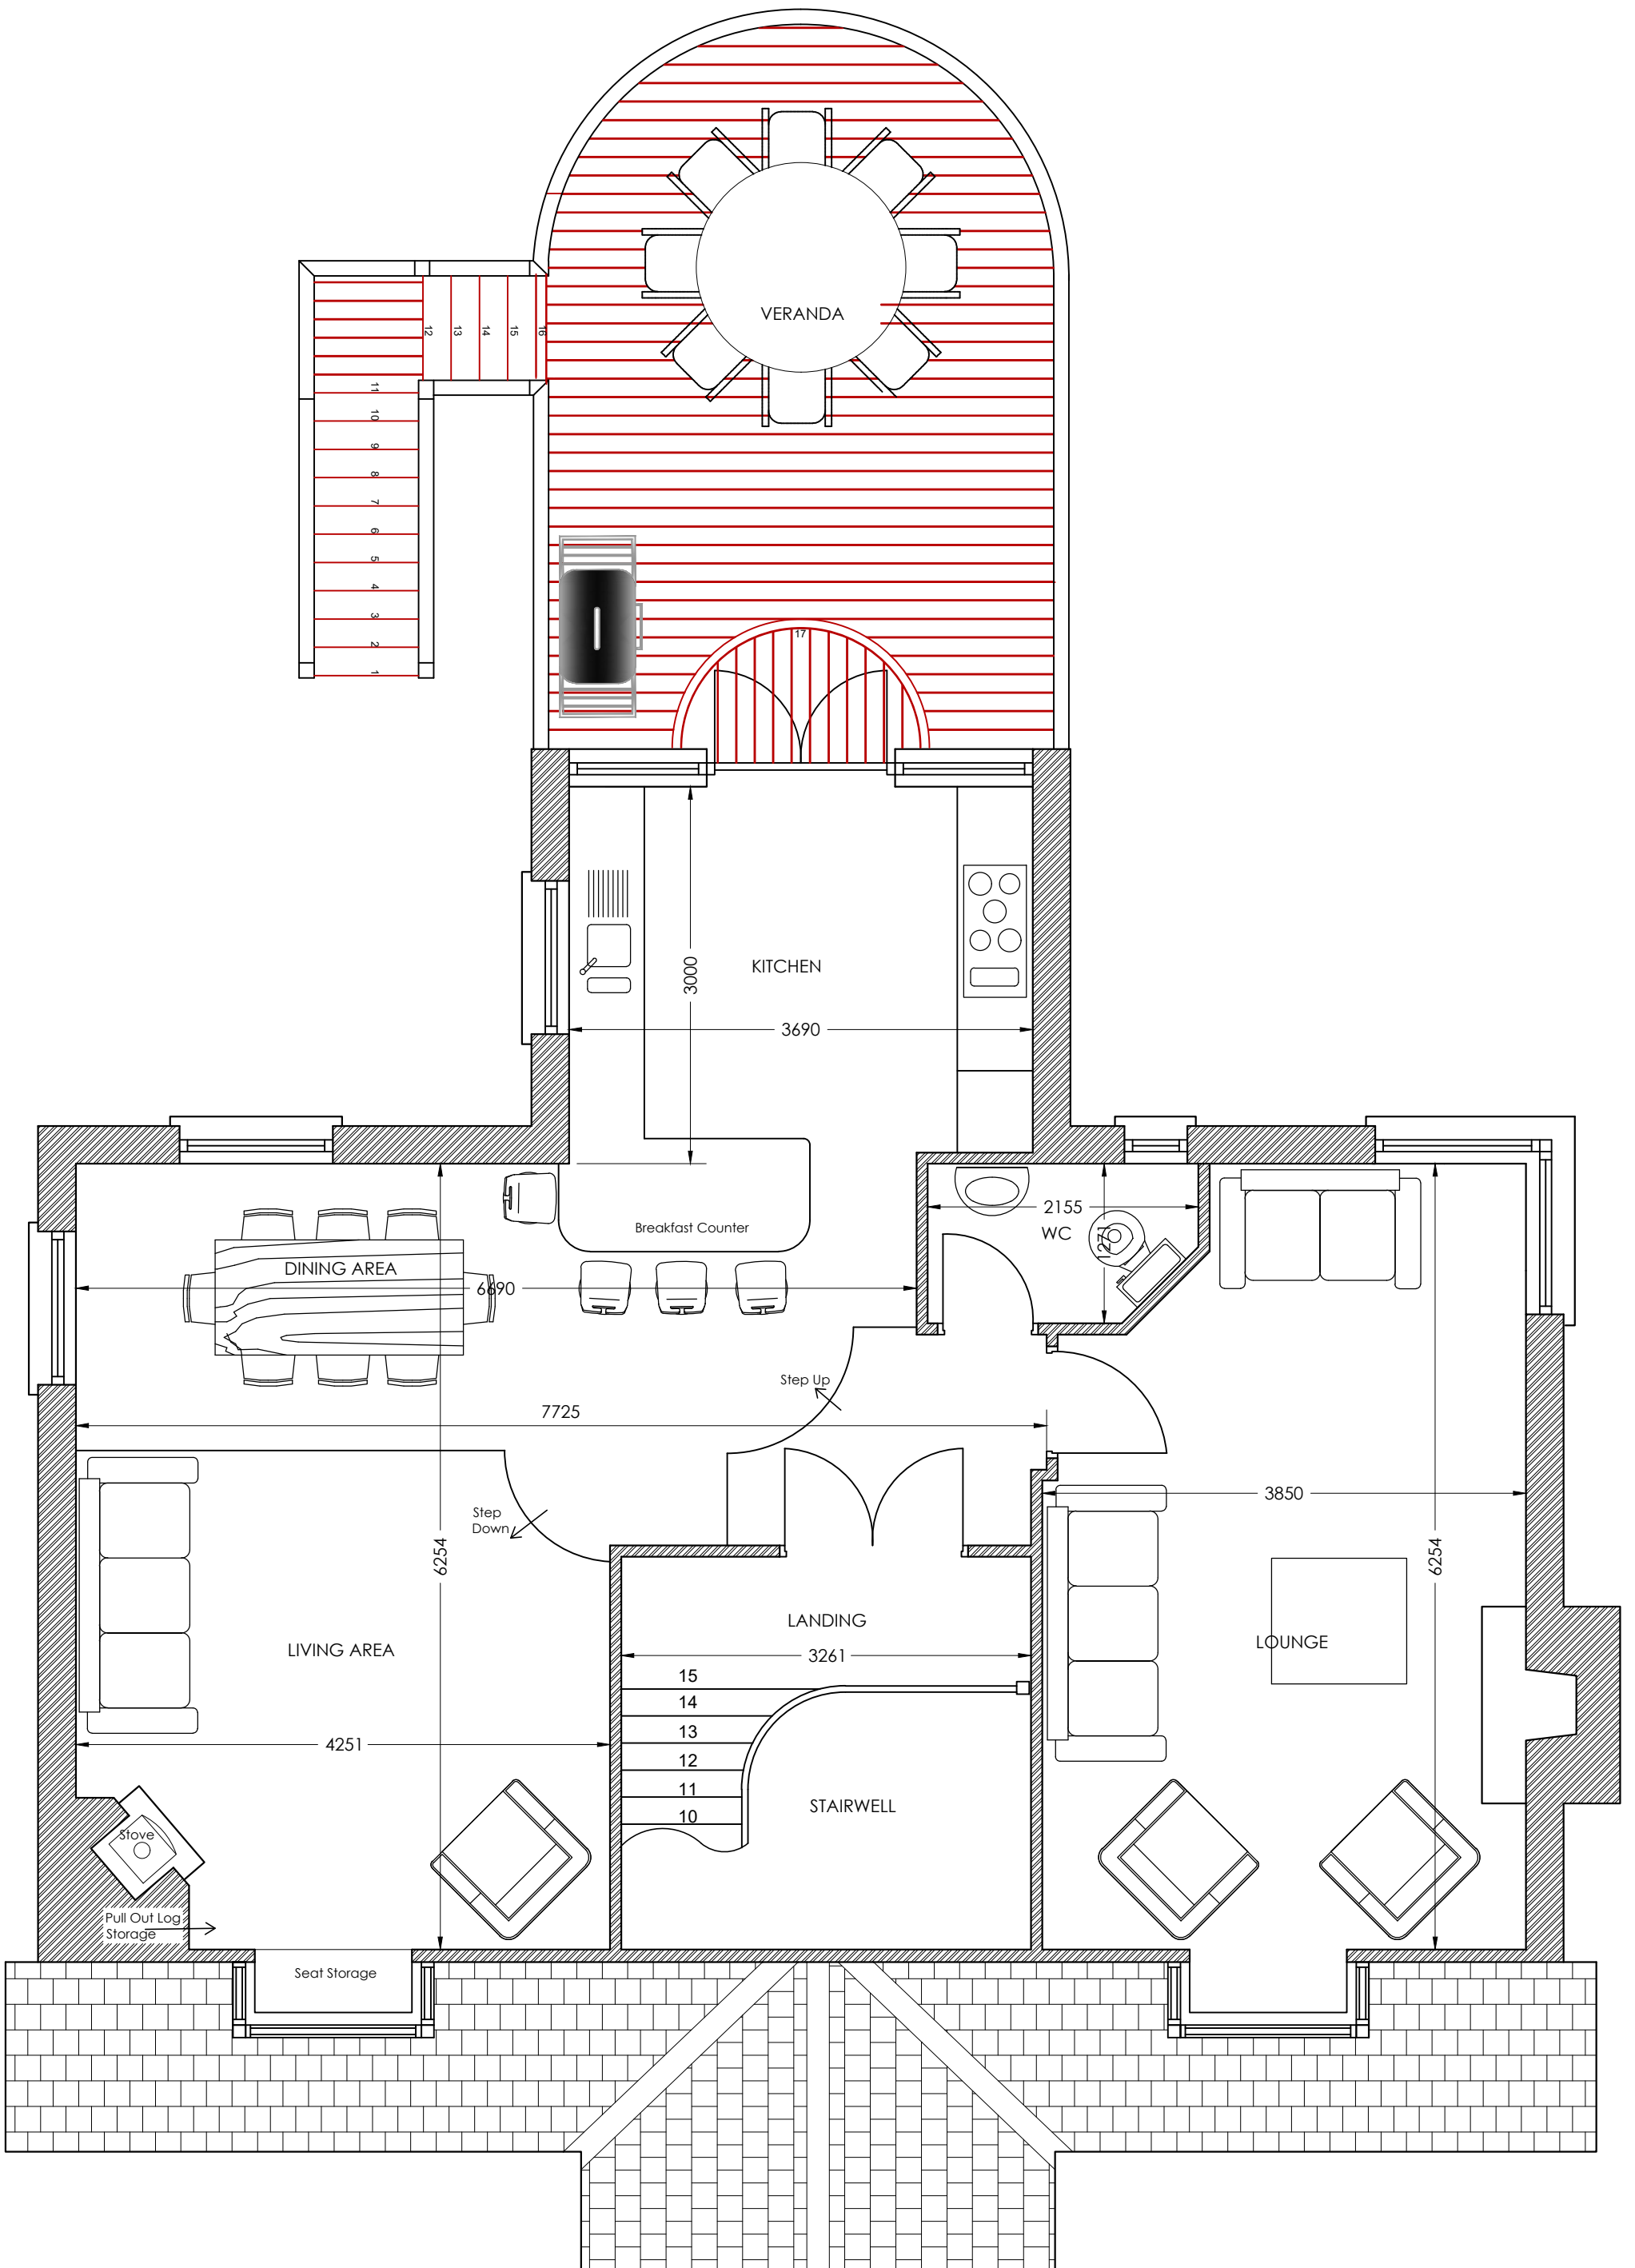 VERANDA
12
13
14
15
16
11
10
9
8
7
6
5
4
3
2
1
17
KITCHEN
3000
3690
2155
WC
1271
Breakfast Counter
DINING AREA
6690
Step Up
7725
3850
Step
Down
6254
6254
LANDING
LOUNGE
LIVING AREA
3261
15
14
13
12
11
10
4251
STAIRWELL
Stove
Pull Out Log
Storage
Seat Storage